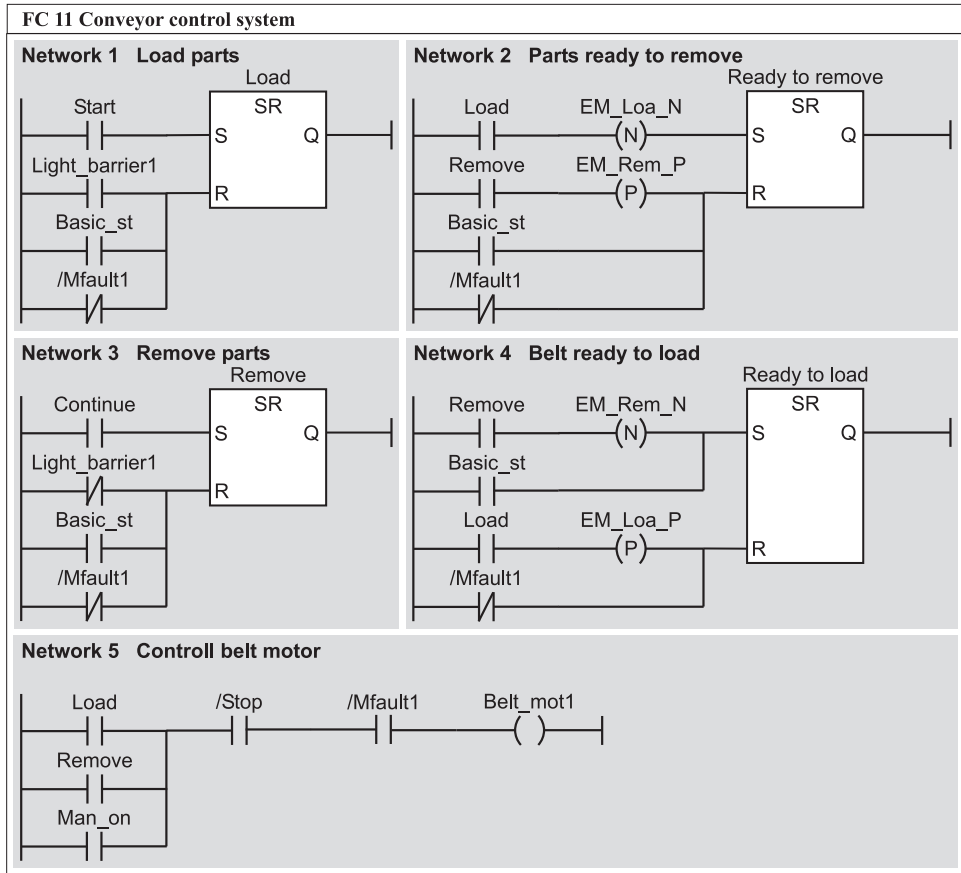 FC 11 Conveyor control system
Network 1 Load parts
Load
Start
SR
S
Q
Light_barrier1
R
Basic_st
/Mfault1
Network 2 Parts ready to remove
Ready to remove
Load
EM_Loa_N
SR
(N)
S
Q
Remove
EM_Rem_P
(P)
R
Basic_st
/Mfault1
Network 3 Remove parts
Remove
Continue
SR
S
Q
Light_barrier1
R
Basic_st
/Mfault1
Network 4 Belt ready to load
Ready to load
Remove
EM_Rem_N
SR
(N)
S
Q
Basic_st
Load
EM_Loa_P
(P)
R
/Mfault1
Network 5 Controll belt motor
Load
/Stop
/Mfault1
Belt_mot1
Remove
Man_on